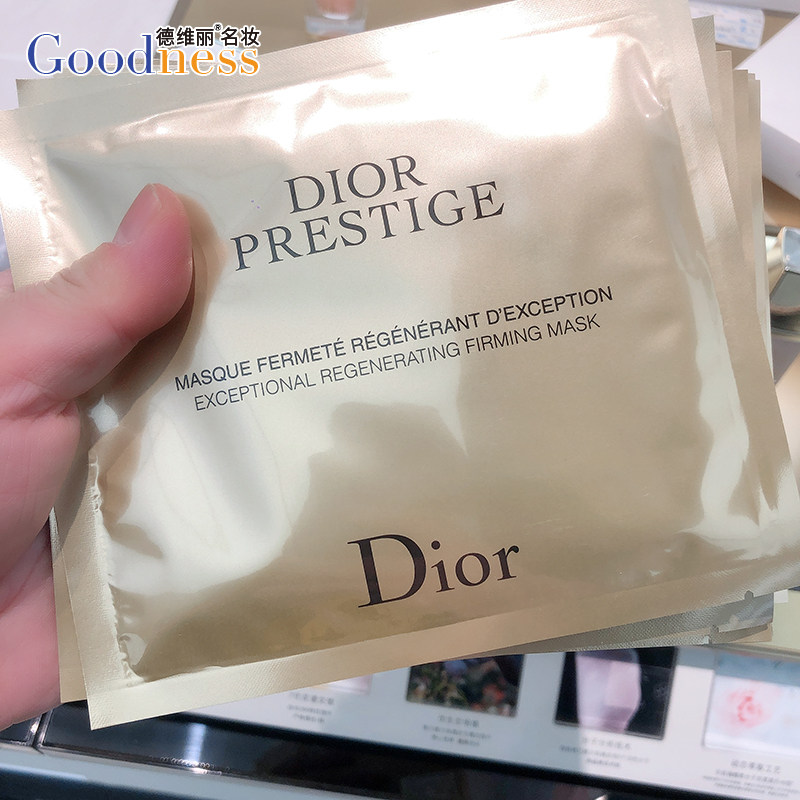 德维丽®名妆
Goodness
DIOR
PRESTIGE
MASQUE FERMETÉ RÉGÉNÉRANT D'EXCEPTION
EXCEPTIONAL REGENERATING FIRMING MASK
Dior